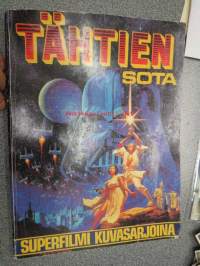 TÄHTIEN
SOTA
SUPERFILMI KUVASARJOINA